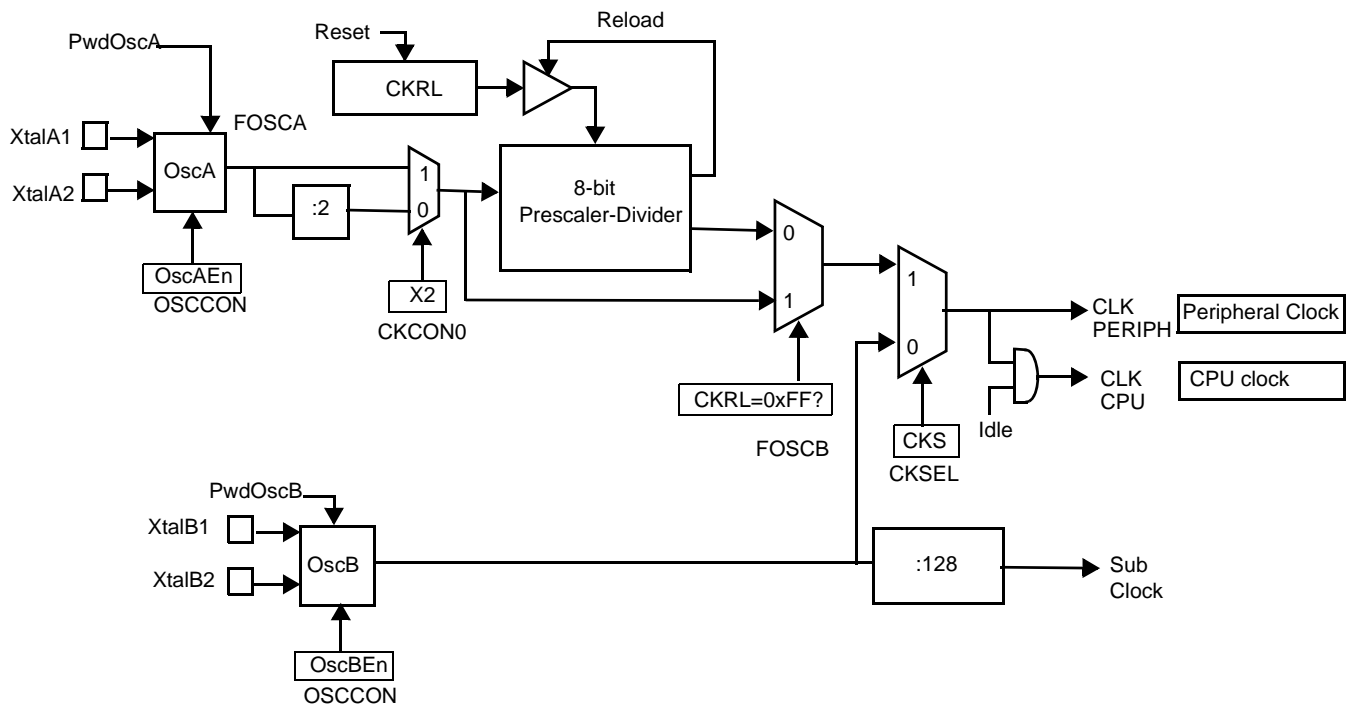 Reload
Reset
PwdOscA
CKRL
FOSCA
XtalA1
OscA
XtalA2
:2
1
0
8-bit
Prescaler-Divider
0
1
OscAEn
OSCCON
X2
CKCON0
1
0
CLK
PERIPH
Peripheral Clock
CLK
CPU
CPU clock
CKRL=0xFF?
Idle
FOSCB
CKS
CKSEL
PwdOscB
XtalB1
OscB
XtalB2
:128
Sub
Clock
OscBEn
OSCCON